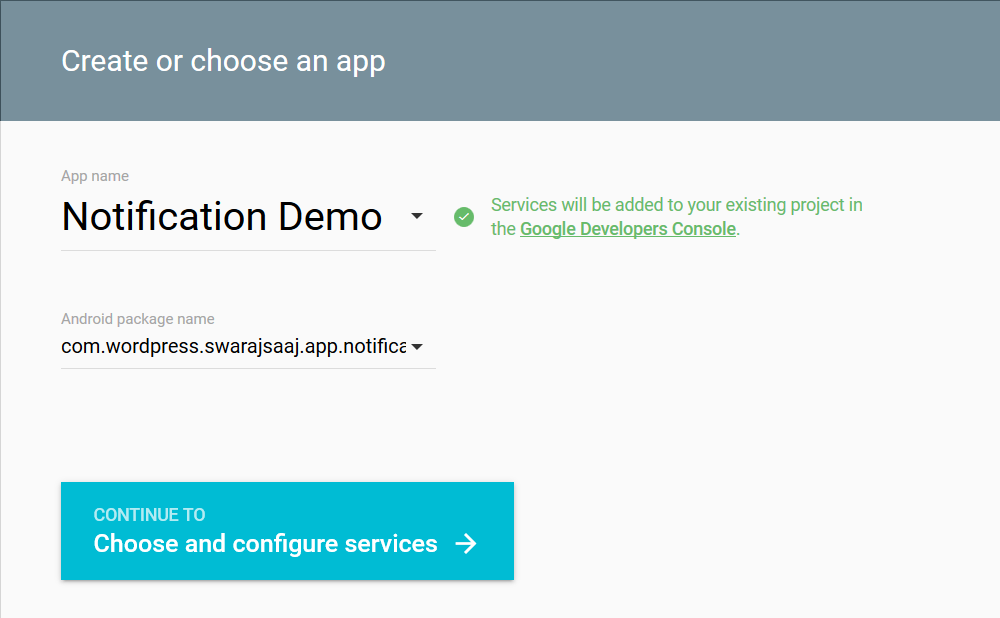 Create or choose an app
App name
Notification Demo
Services will be added to your existing project in
the Google Developers Console.
Android package name
com.wordpress.swarajsaaj.app.notifica
CONTINUE TO
Choose and configure services